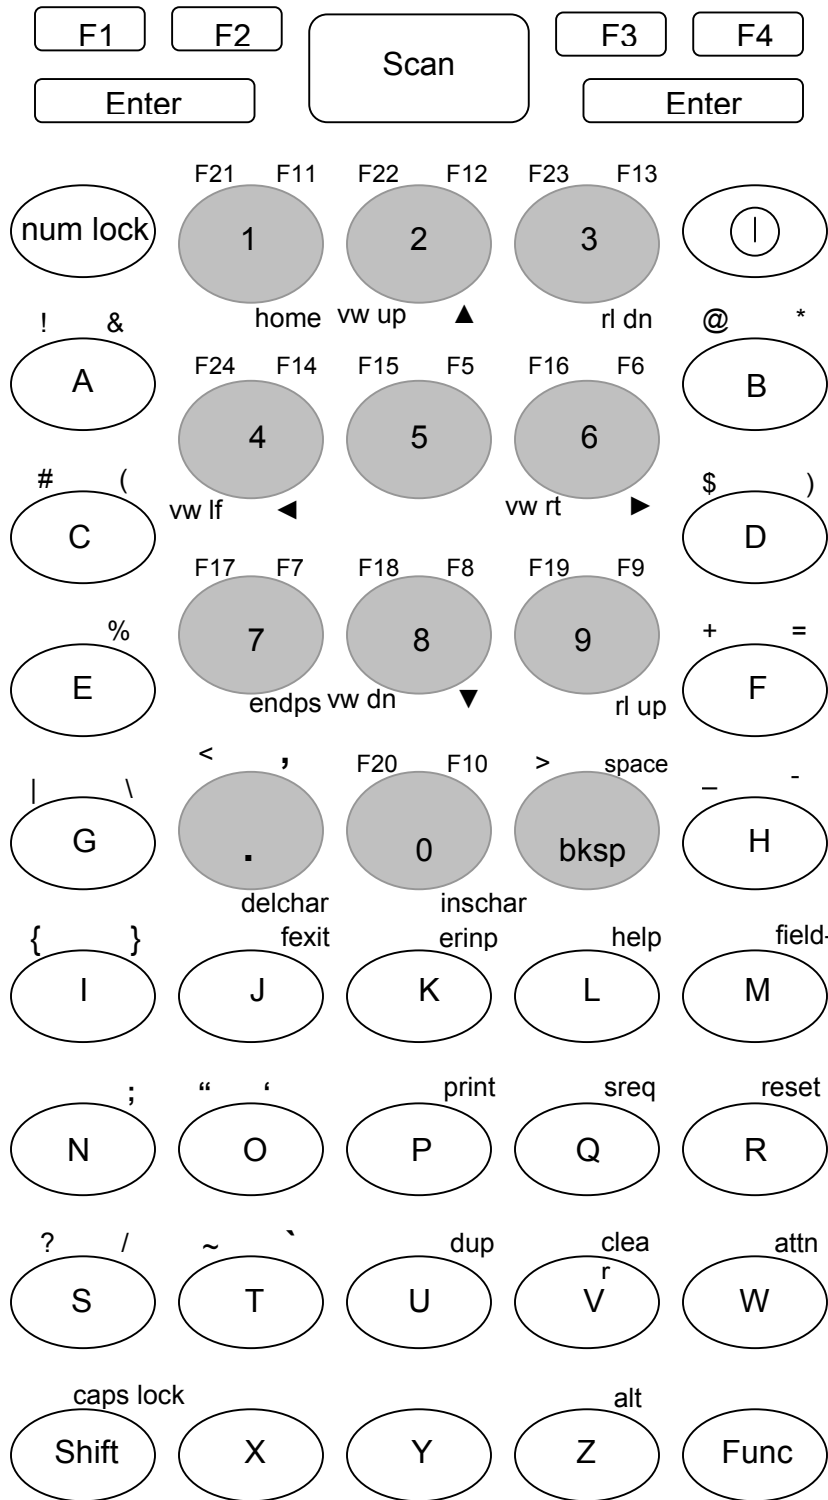 F1 F2 Scan F3 F4
Enter Enter
F21 F11 F22 F12 F23 F13
num lock 1 2 3 |
home vw up ▲ rl dn
! & @ *
A B
F24 F14 F15 F5 F16 F6
4 5 6
vw lf ◄ vw rt ►
# ( $ )
C D
F17 F7 F18 F8 F19 F9
7 8 9
% + =
E F
endps vw dn ▼ rl up
< , F20 F10 > space
| \ _ -
G . 0 bksp H
delchar inschar
{ } fexit erinp help field-
I J K L M
; “ ‘ print sreq reset
N O P Q R
? / ~ ` dup clea attn
r
S T U V W
caps lock alt
Shift X Y Z Func